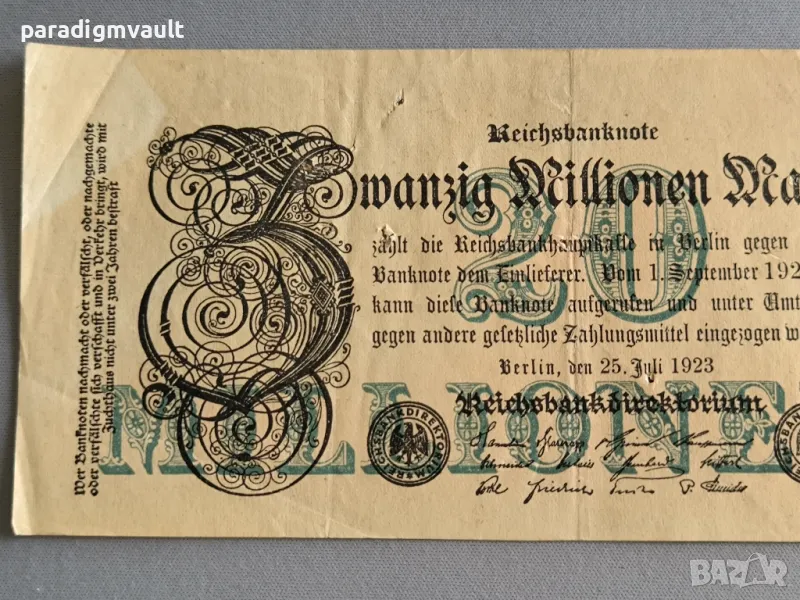 paradigmvault
Wer Banknoten nachmacht oder verfälscht, oder nachgemachte
oder verfälschte sich verschafft und in Verkehr bringt, wird mit
Zuchthaus nicht unter zwei Jahren bestraft
Reichsbanknote
Zwanzig Millionen Ma
20
zahlt die Reichsbankhauptkasse in Berlin gegen
Banknote dem Einlieferer. Vom 1. September 192
kann diese Banknote aufgerufen und unter Umt
gegen andere gesetzliche Zahlungsmittel eingezogen w
Berlin, den 25. Juli 1923
Reichsbankdirektorium
MILLIONE
REICHSBANKDIREKTORIUM
BAZAR